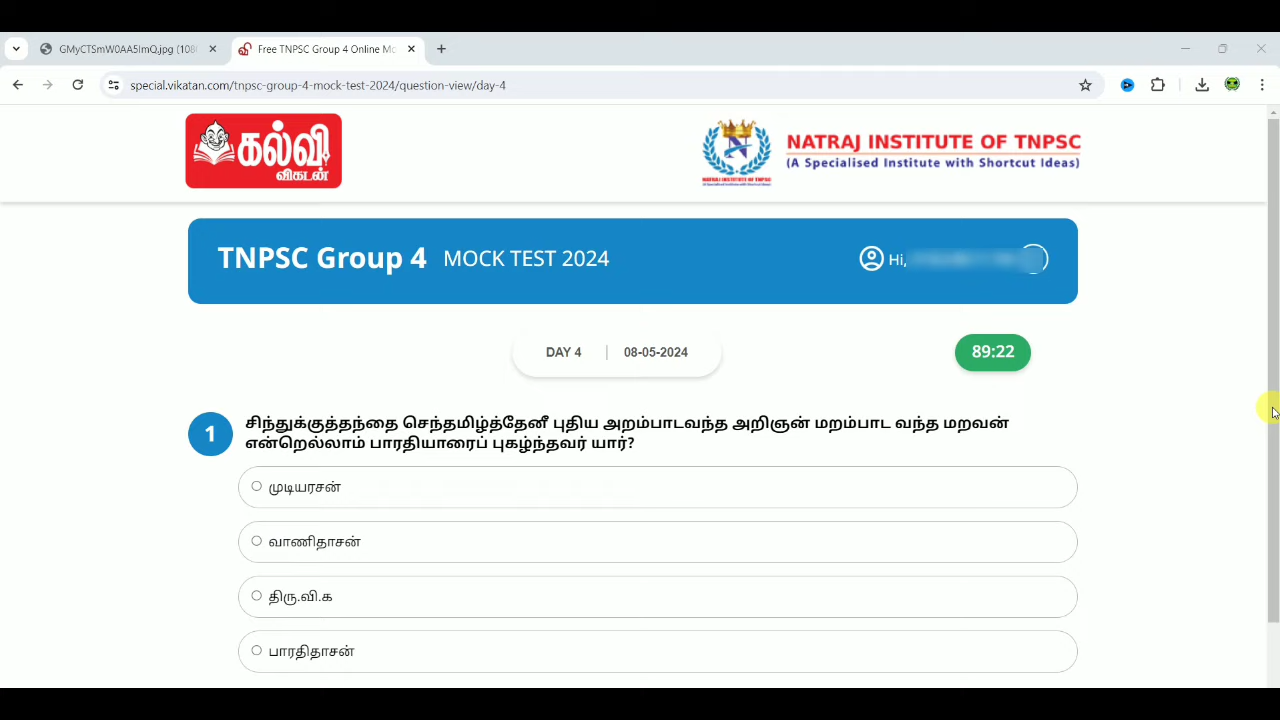 GMyCTSmW0AA5ImQ.jpg (108
Free TNPSC Group 4 Online Mo
special.vikatan.com/tnpsc-group-4-mock-test-2024/question-view/day-4
கல்வி
விகடன்
NATRAJ INSTITUTE OF TNPSC
(A Specialised Institute with Shortcut Ideas)
TNPSC Group 4 MOCK TEST 2024
Hi,
DAY 4 | 08-05-2024
89:22
1
சிந்துக்குத்தந்தை செந்தமிழ்த்தேனீ புதிய அறம்பாடவந்த அறிஞன் மறம்பாட வந்த மறவன்
என்றெல்லாம் பாரதியாரைப் புகழ்ந்தவர் யார்?
முடியரசன்
வாணிதாசன்
திரு.வி.க
பாரதிதாசன்